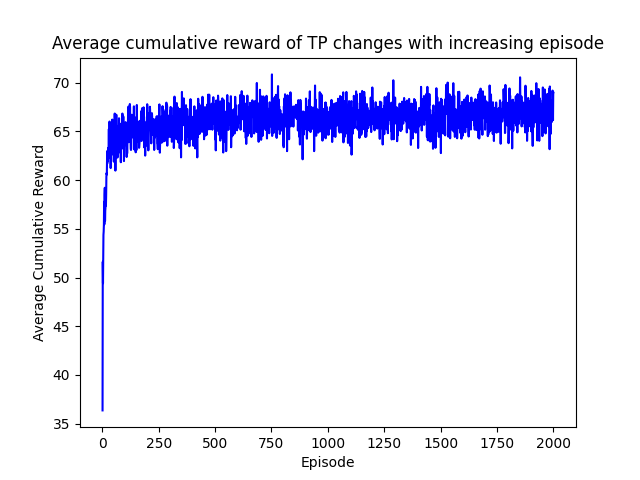 Average cumulative reward of TP changes with increasing episode
70
65
60
55
50
45
40
35
Average Cumulative Reward
0 250 500 750 1000 1250 1500 1750 2000
Episode